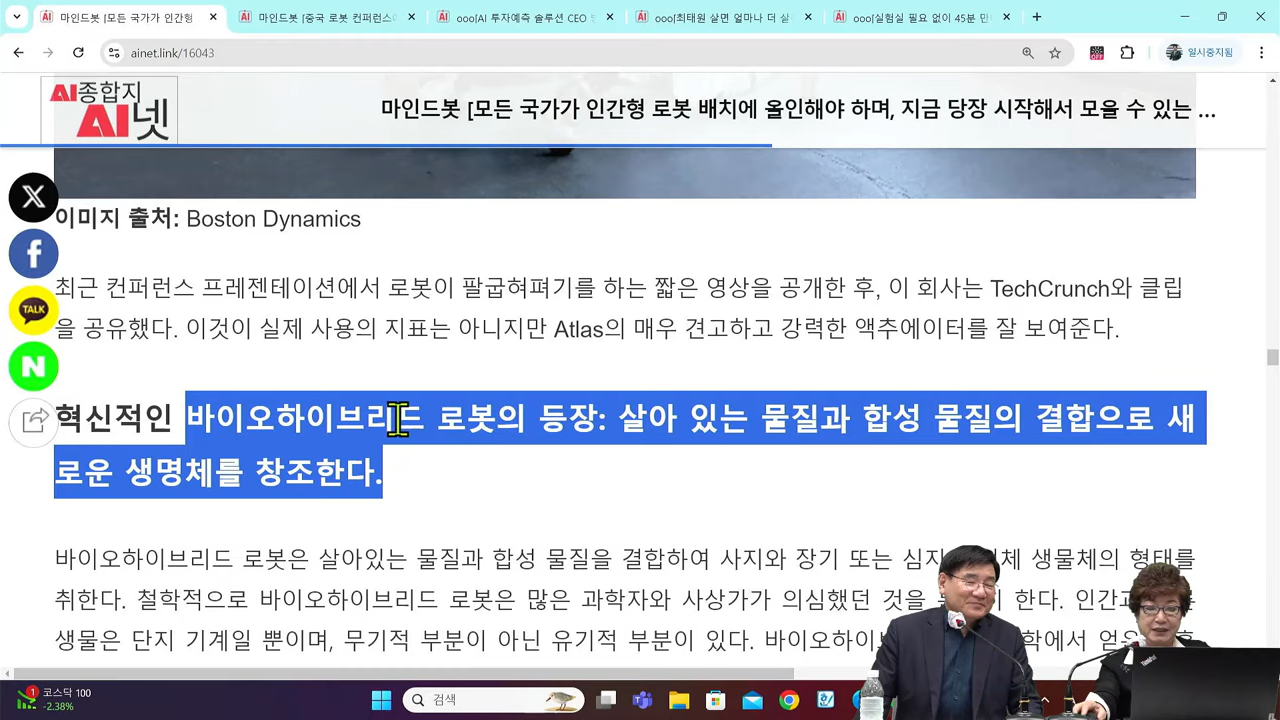 마인드봇 [모든 국가가 인간형
마인드봇 [중국 로봇 컨퍼런스에
ooo[AI 투자예측 솔루션 CEO
ooo[최태원 살면 얼마나 더 살
ooo[실험실 필요 없이 45분 만
ainet.link/16043
OFF
일시중지됨
AI종합지
AI넷
마인드봇 [모든 국가가 인간형 로봇 배치에 올인해야 하며, 지금 당장 시작해서 모을 수 있는 ...
이미지 출처: Boston Dynamics
최근 컨퍼런스 프레젠테이션에서 로봇이 팔굽혀펴기를 하는 짧은 영상을 공개한 후, 이 회사는 TechCrunch와 클립
을 공유했다. 이것이 실제 사용의 지표는 아니지만 Atlas의 매우 견고하고 강력한 액추에이터를 잘 보여준다.
TALK
N
혁신적인 바이오하이브리드 로봇의 등장: 살아 있는 물질과 합성 물질의 결합으로 새
로운 생명체를 창조한다.
바이오하이브리드 로봇은 살아있는 물질과 합성 물질을 결합하여 사지와 장기 또는 심지 체 생물체의 형태를
취한다. 철학적으로 바이오하이브리드 로봇은 많은 과학자와 사상가가 의심했던 것을 한다.
생물은 단지 기계일 뿐이며, 무기적 부분이 아닌 유기적 부분이 있다. 바이오하이브
ThinkPad
1
코스닥 100
-2.38%
검색